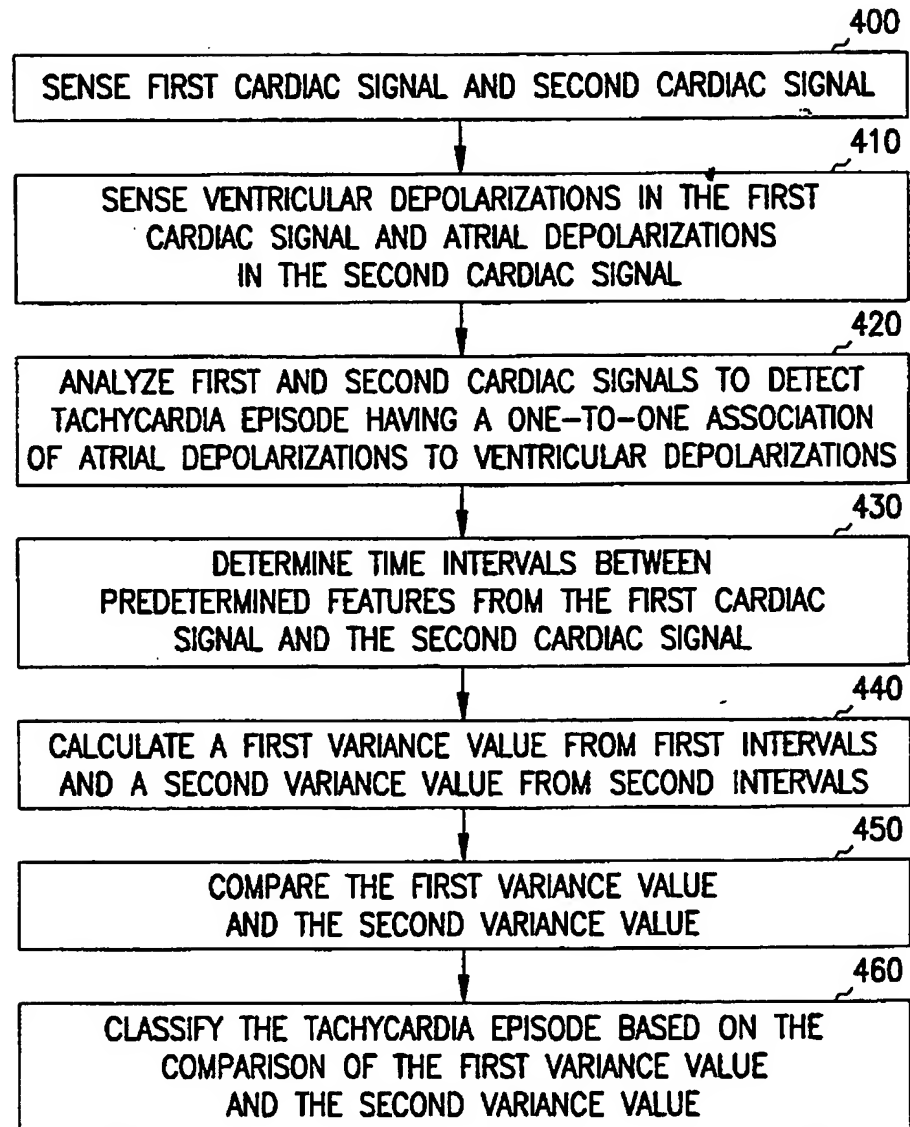 400
SENSE FIRST CARDIAC SIGNAL AND SECOND CARDIAC SIGNAL
410
SENSE VENTRICULAR DEPOLARIZATIONS IN THE FIRST
CARDIAC SIGNAL AND ATRIAL DEPOLARIZATIONS
IN THE SECOND CARDIAC SIGNAL
420
ANALYZE FIRST AND SECOND CARDIAC SIGNALS TO DETECT
TACHYCARDIA EPISODE HAVING A ONE-TO-ONE ASSOCIATION
OF ATRIAL DEPOLARIZATIONS TO VENTRICULAR DEPOLARIZATIONS
430
DETERMINE TIME INTERVALS BETWEEN
PREDETERMINED FEATURES FROM THE FIRST CARDIAC
SIGNAL AND THE SECOND CARDIAC SIGNAL
440
CALCULATE A FIRST VARIANCE VALUE FROM FIRST INTERVALS
AND A SECOND VARIANCE VALUE FROM SECOND INTERVALS
450
COMPARE THE FIRST VARIANCE VALUE
AND THE SECOND VARIANCE VALUE
460
CLASSIFY THE TACHYCARDIA EPISODE BASED ON THE
COMPARISON OF THE FIRST VARIANCE VALUE
AND THE SECOND VARIANCE VALUE